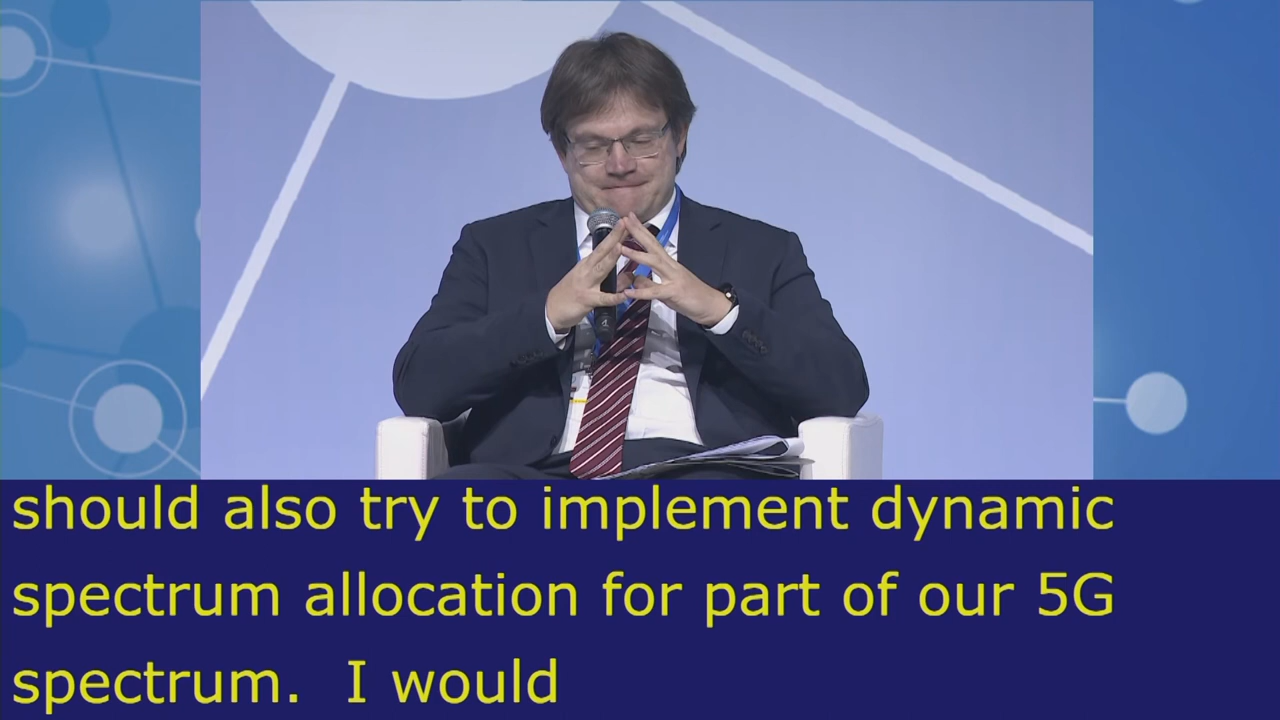 should also try to implement dynamic
spectrum allocation for part of our 5G
spectrum.  I would